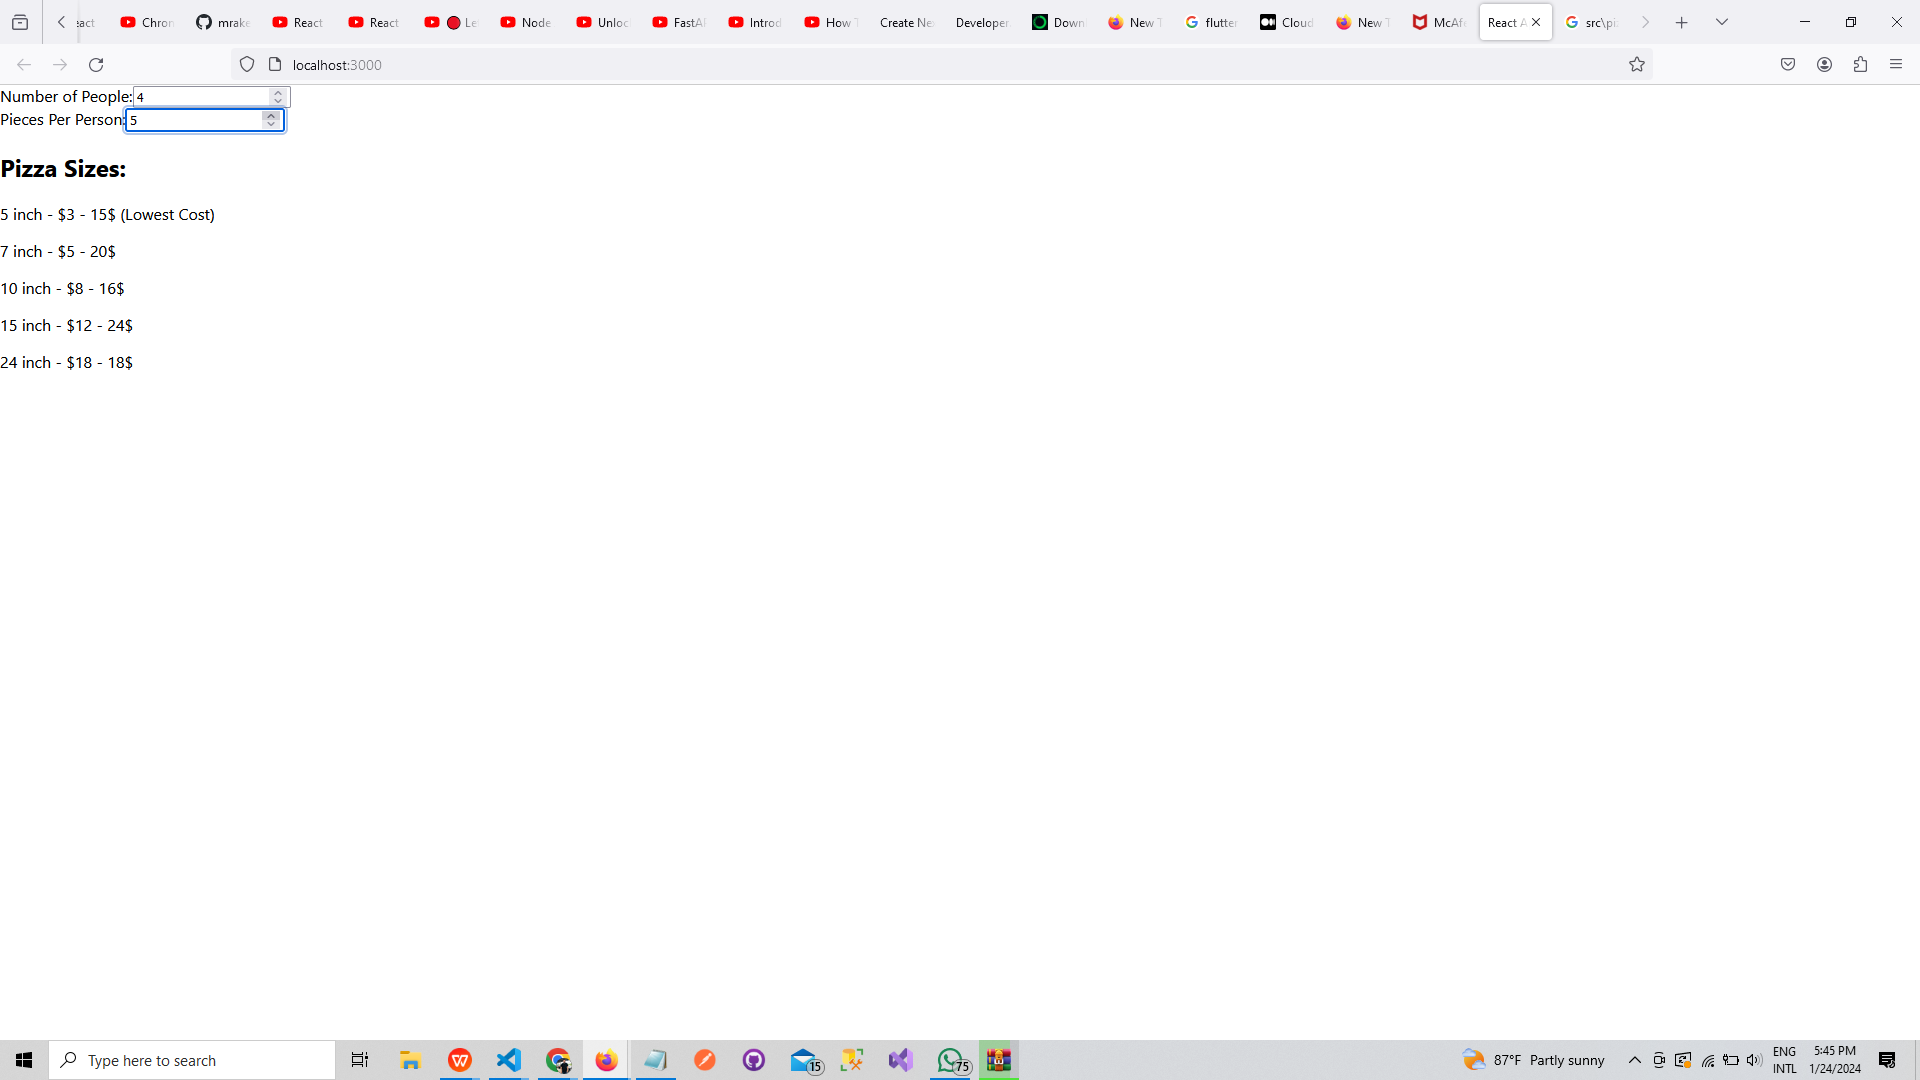 eact
Chron
mrake
React
React
Le
Node
Unloc
FastA
Introd
How T
Create Ne
Developer
Down
New T
flutter
Cloud
New T
McAf
React A
src\pi
localhost:3000
Number of People: 4
Pieces Per Person: 5
Pizza Sizes:
5 inch - $3 - 15$ (Lowest Cost)
7 inch - $5 - 20$
10 inch - $8 - 16$
15 inch - $12 - 24$
24 inch - $18 - 18$
Type here to search
15
75
87°F Partly sunny
ENG
INTL
5:45 PM
1/24/2024